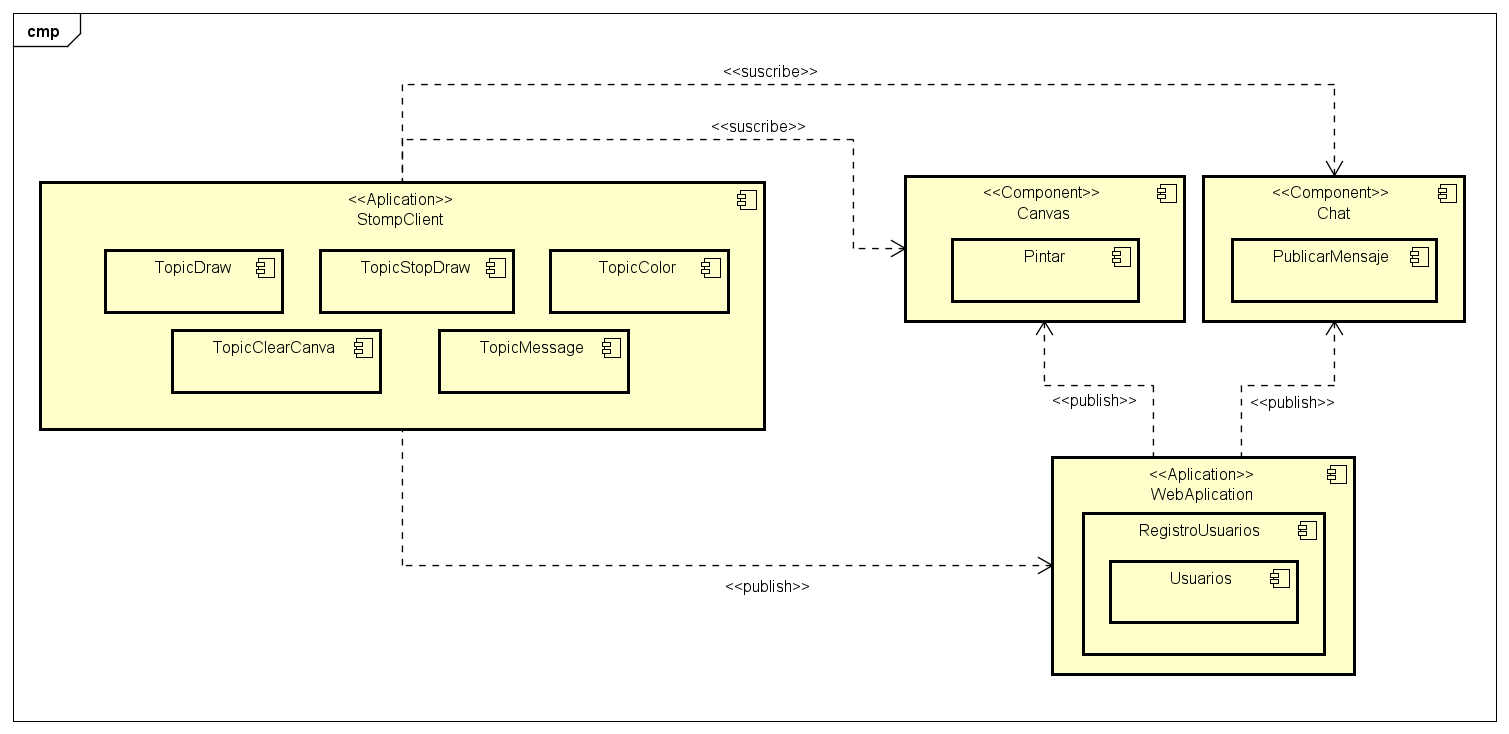 cmp
<<suscribe>>
<<suscribe>>
<<Aplication>>
StompClient
TopicDraw
TopicStopDraw
TopicColor
TopicClearCanva
TopicMessage
<<Component>>
Canvas
Pintar
<<Component>>
Chat
PublicarMensaje
<<publish>>
<<publish>>
<<Aplication>>
WebAplication
RegistroUsuarios
Usuarios
<<publish>>